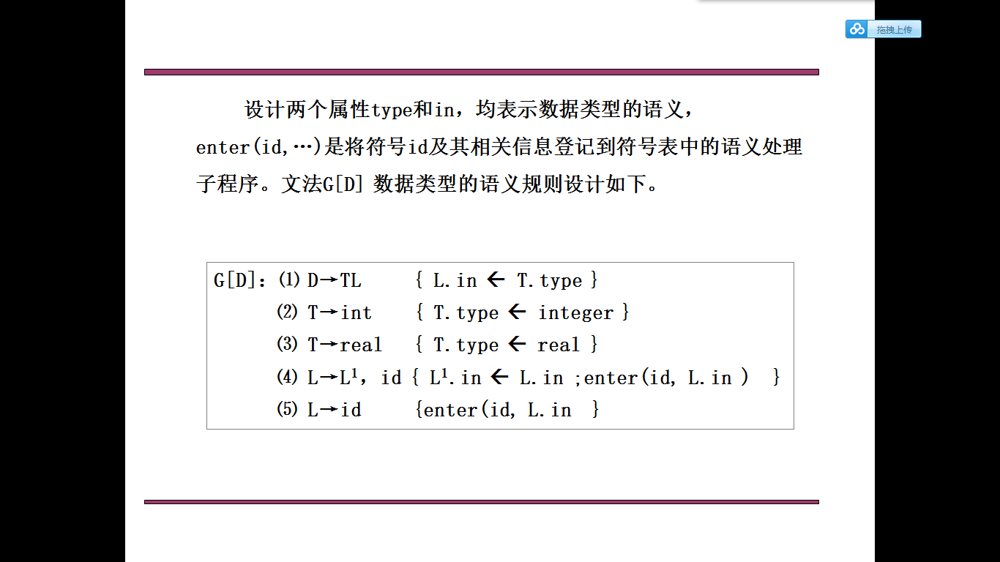 拖拽上传
设计两个属性type和in，均表示数据类型的语义，
enter(id,…)是将符号id及其相关信息登记到符号表中的语义处理
子程序。文法G[D] 数据类型的语义规则设计如下。
G[D]：⑴ D→TL { L.in ← T.type }
⑵ T→int { T.type ← integer }
⑶ T→real { T.type ← real }
⑷ L→L¹，id { L¹.in ← L.in ;enter(id, L.in ) }
⑸ L→id {enter(id, L.in }